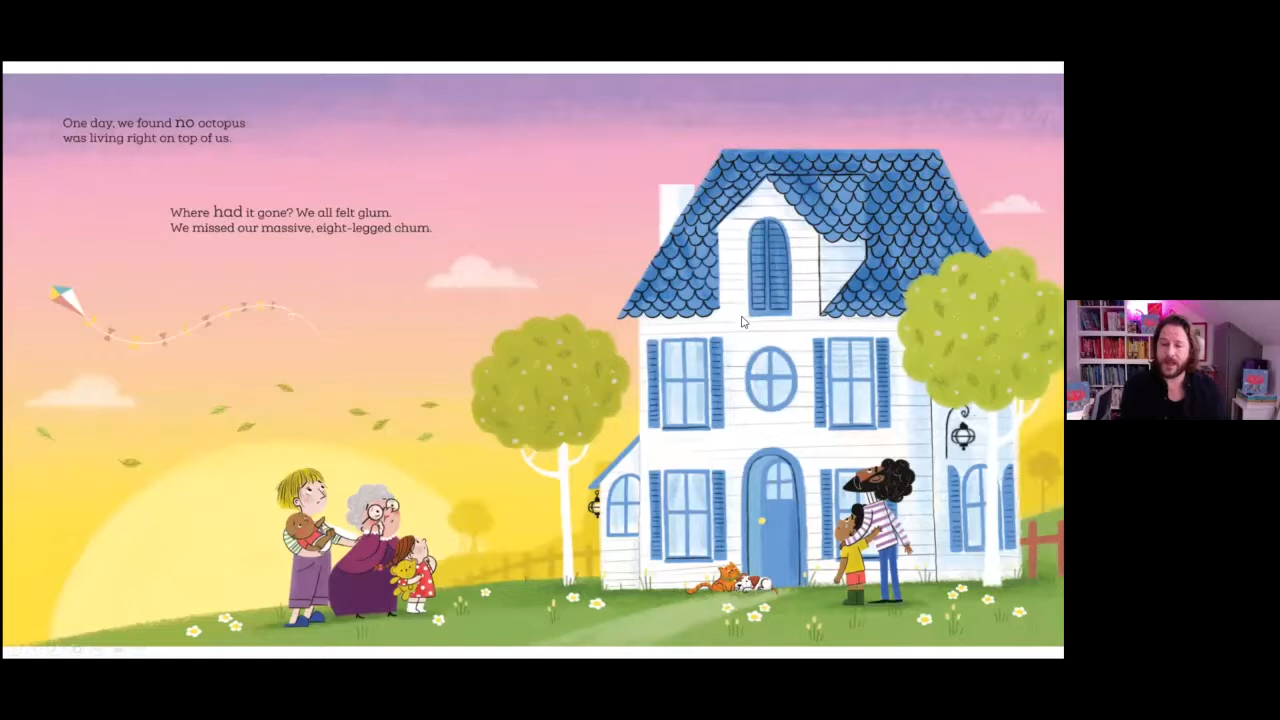 One day, we found no octopus
was living right on top of us.
Where had it gone? We all felt glum.
We missed our massive, eight-legged chum.